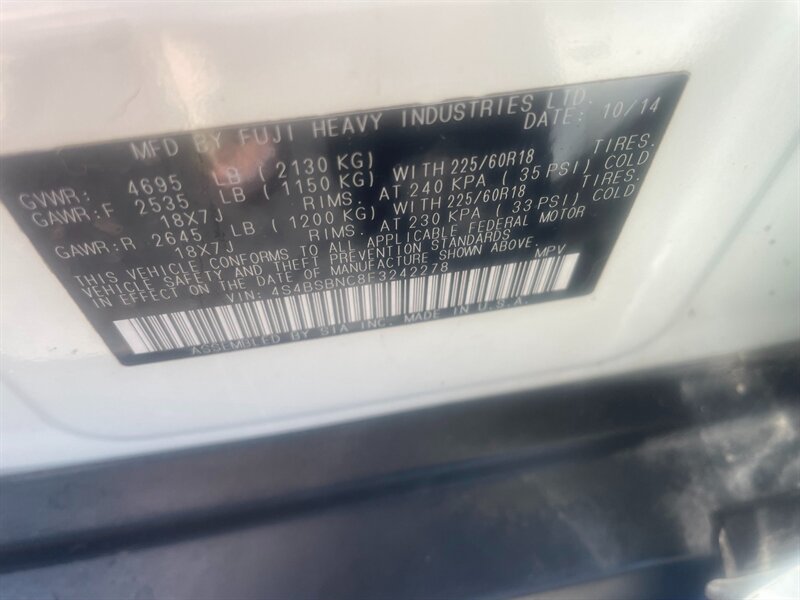 MFD BY FUJI HEAVY INDUSTRIES LTD.
DATE: 10/14
GVWR: 4695 LB ( 2130 KG)
GAWR:F 2535 LB ( 1150 KG) WITH 225/60R18 TIRES.
18X7J RIMS. AT 240 KPA ( 35 PSI) COLD
GAWR:R 2645 LB ( 1200 KG) WITH 225/60R18 TIRES.
18X7J RIMS. AT 230 KPA ( 33 PSI) COLD
THIS VEHICLE CONFORMS TO ALL APPLICABLE FEDERAL MOTOR
VEHICLE SAFETY AND THEFT PREVENTION STANDARDS
IN EFFECT ON THE DATE OF MANUFACTURE SHOWN ABOVE.
VIN: 4S4BSBNC8F3242278 MPV
ASSEMBLED BY SIA INC. MADE IN U.S.A.